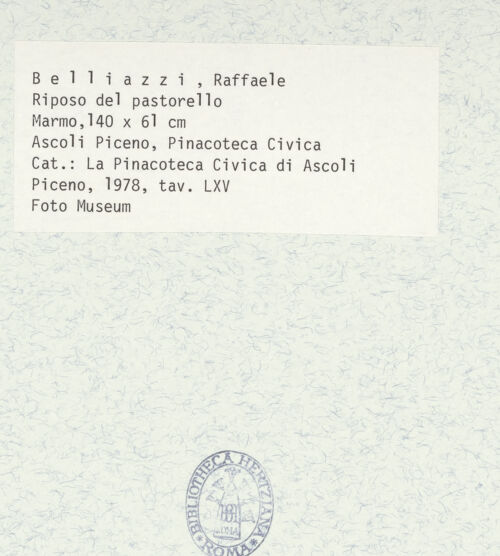 B e l l i a z z i , Raffaele
Riposo del pastorello
Marmo,140 x 61 cm
Ascoli Piceno, Pinacoteca Civica
Cat.: La Pinacoteca Civica di Ascoli
Piceno, 1978, tav. LXV
Foto Museum
BIBLIOTHECA HERTZIANA
ROMA